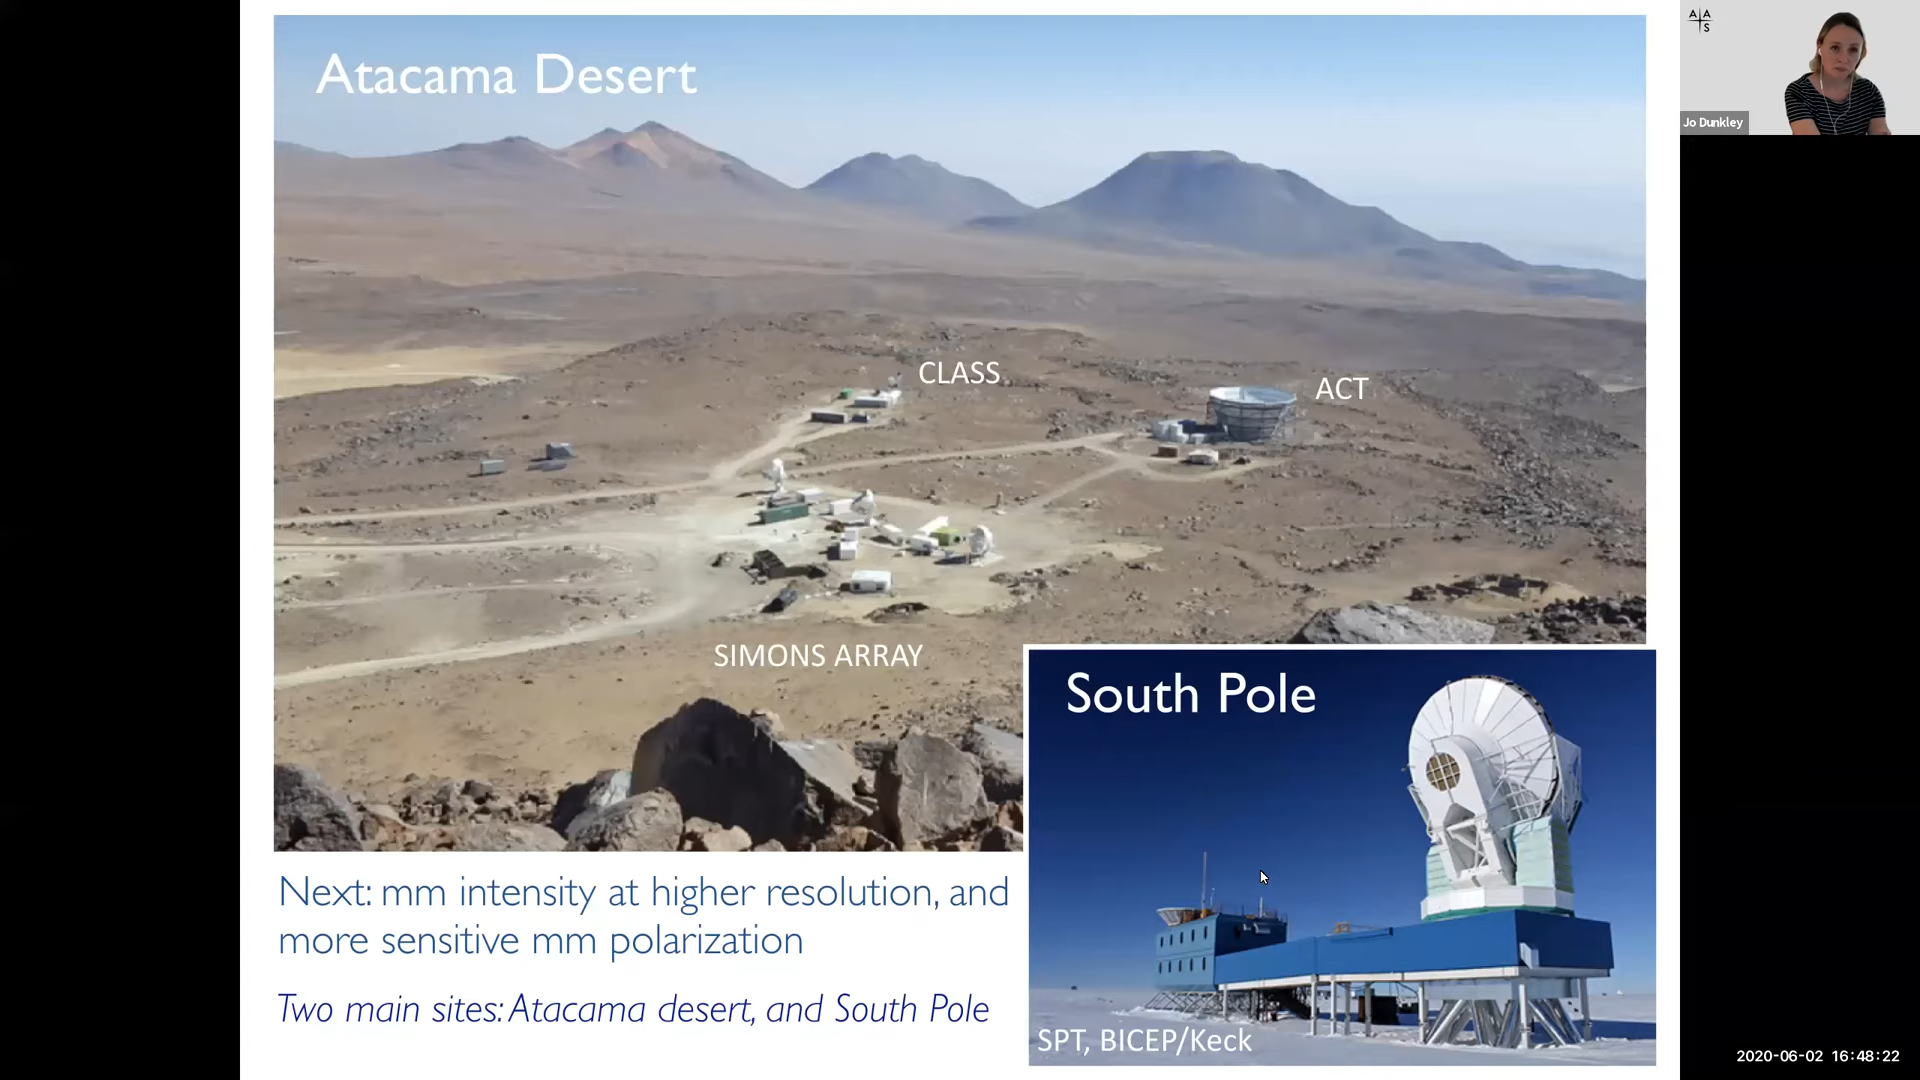 Atacama Desert
CLASS
ACT
SIMONS ARRAY
South Pole
SPT, BICEP/Keck
Next: mm intensity at higher resolution, and
more sensitive mm polarization
Two main sites: Atacama desert, and South Pole
A A
S
Jo Dunkley
2020-06-02 16:48:22